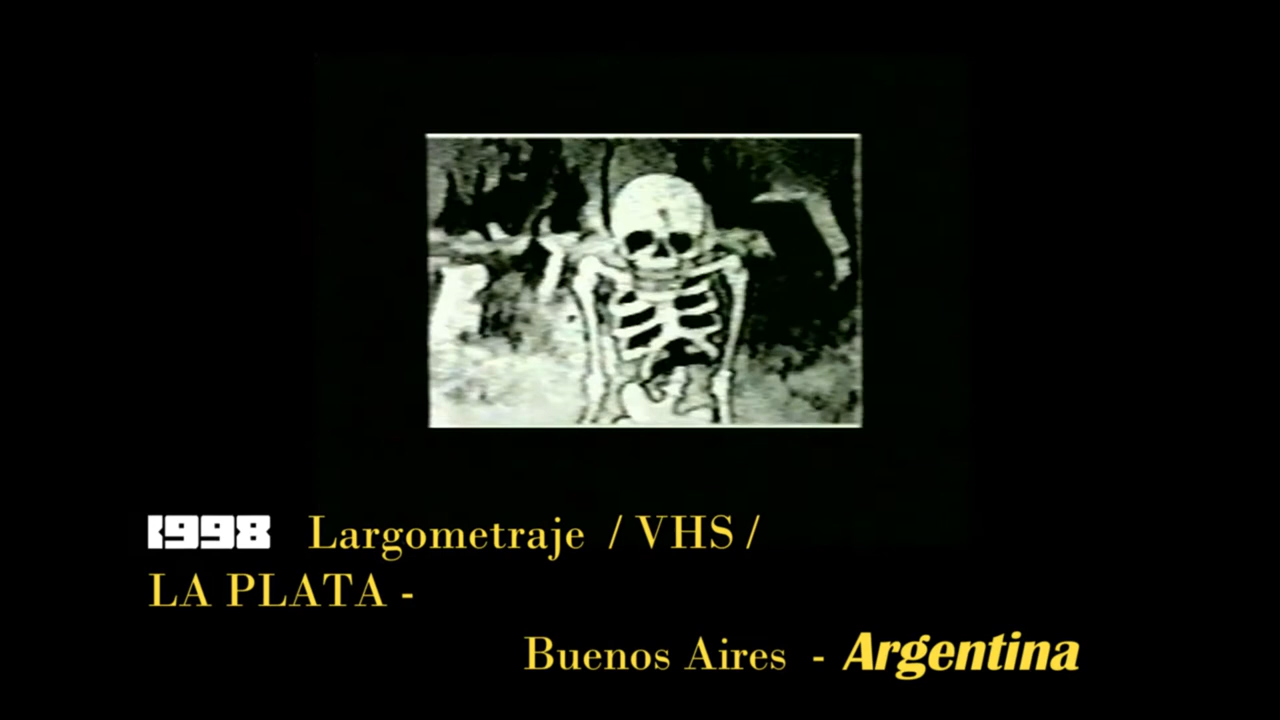 1998 Largometraje / VHS /
LA PLATA -
Buenos Aires - Argentina